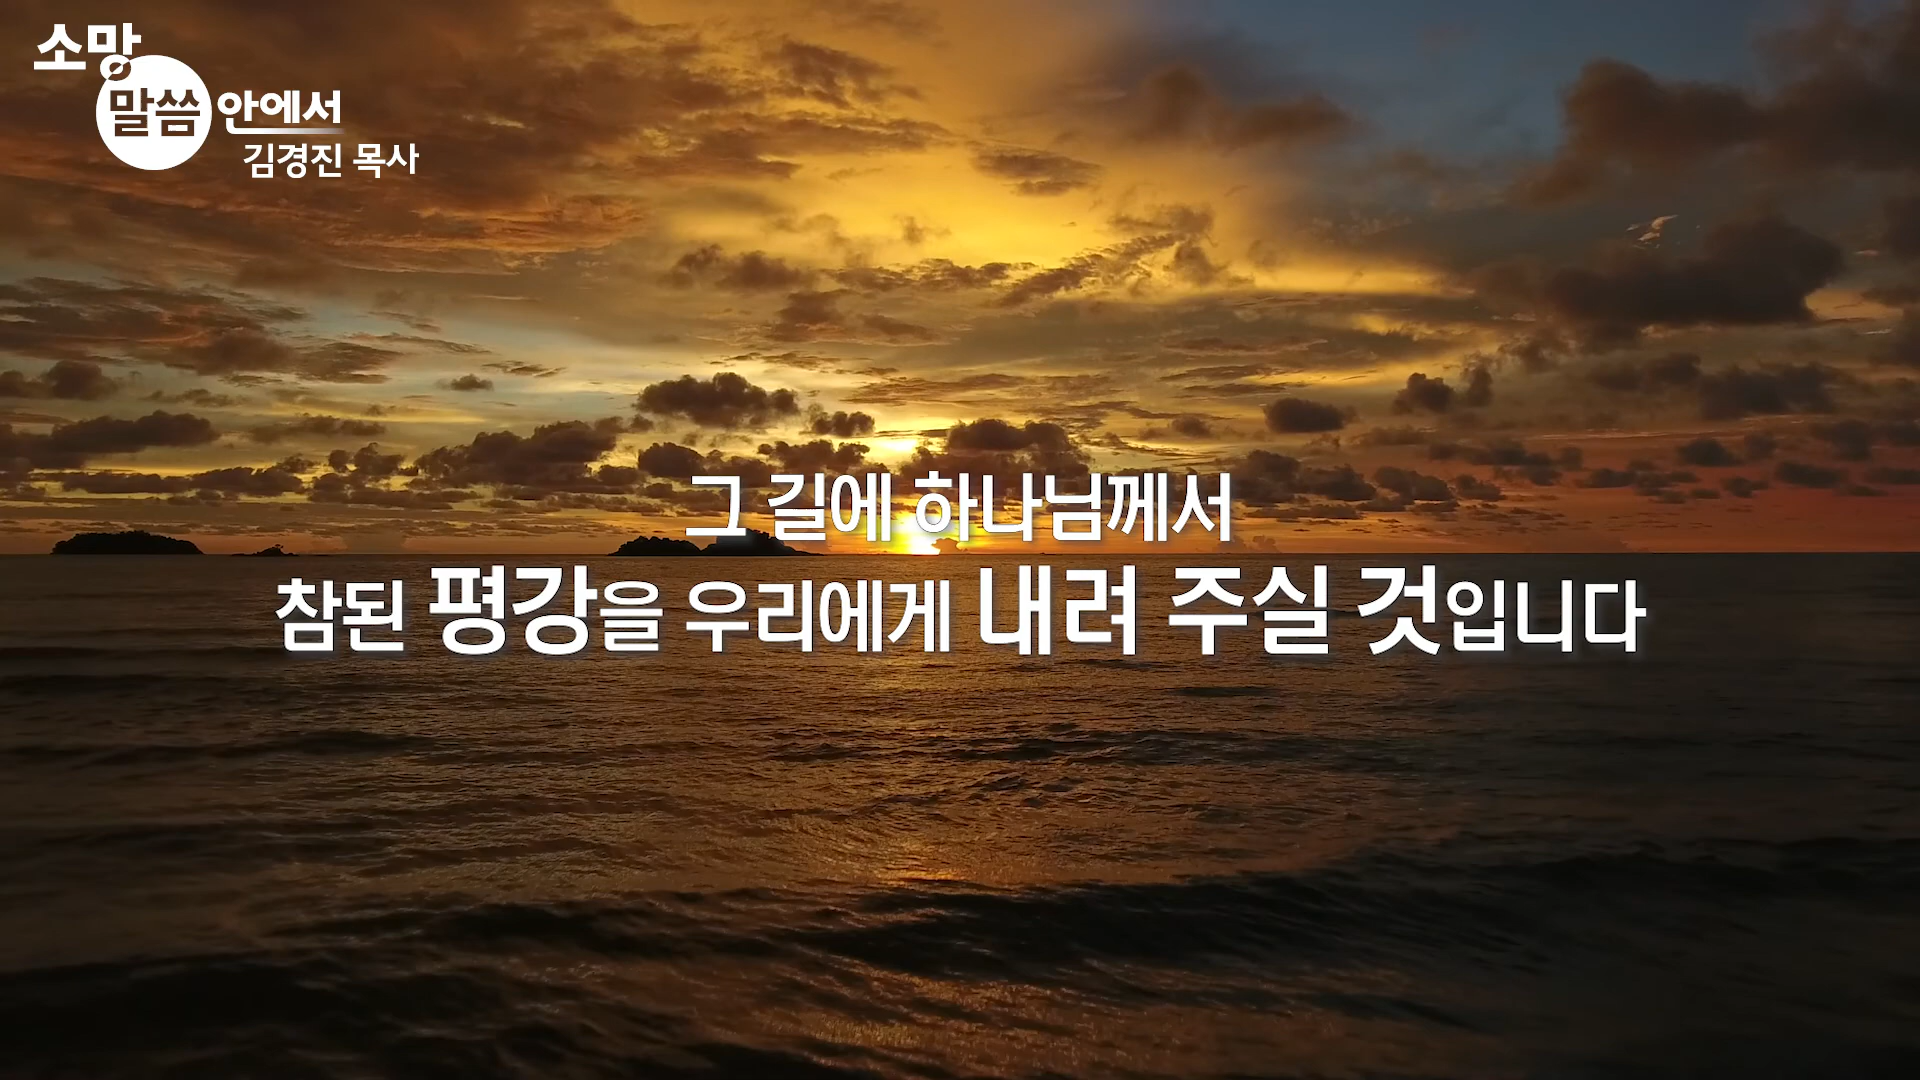 소망
말씀 안에서
김경진 목사
그 길에 하나님께서
참된 평강을 우리에게 내려 주실 것입니다